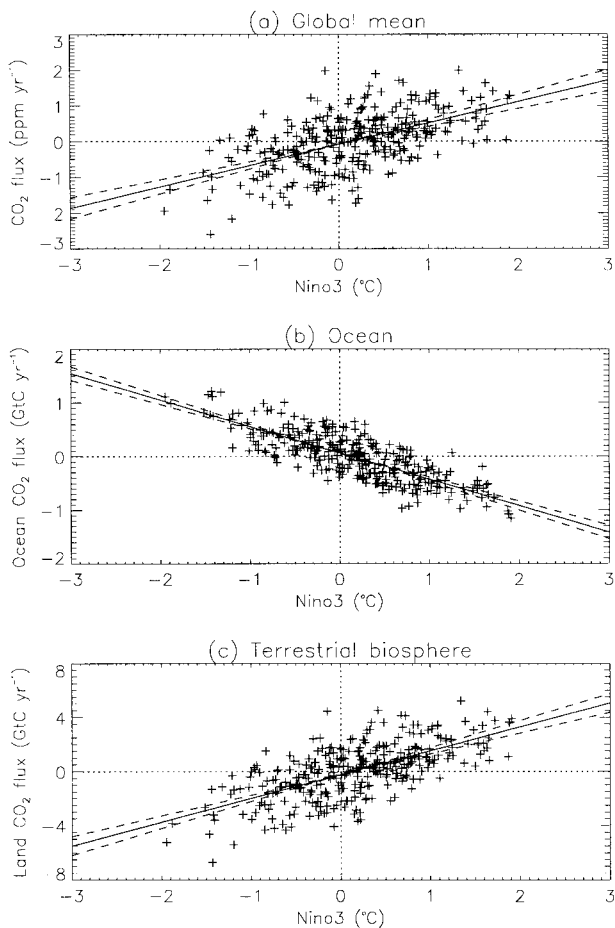 (a) Global mean
CO₂ flux (ppm yr⁻¹)
3
2
1
0
-1
-2
-3
-3 -2 -1 0 1 2 3
Nino3 (°C)
(b) Ocean
Ocean CO₂ flux (GtC yr⁻¹)
2
1
0
-1
-2
-3 -2 -1 0 1 2 3
Nino3 (°C)
(c) Terrestrial biosphere
Land CO₂ flux (GtC yr⁻¹)
8
4
0
-4
8
-3 -2 -1 0 1 2 3
Nino3 (°C)